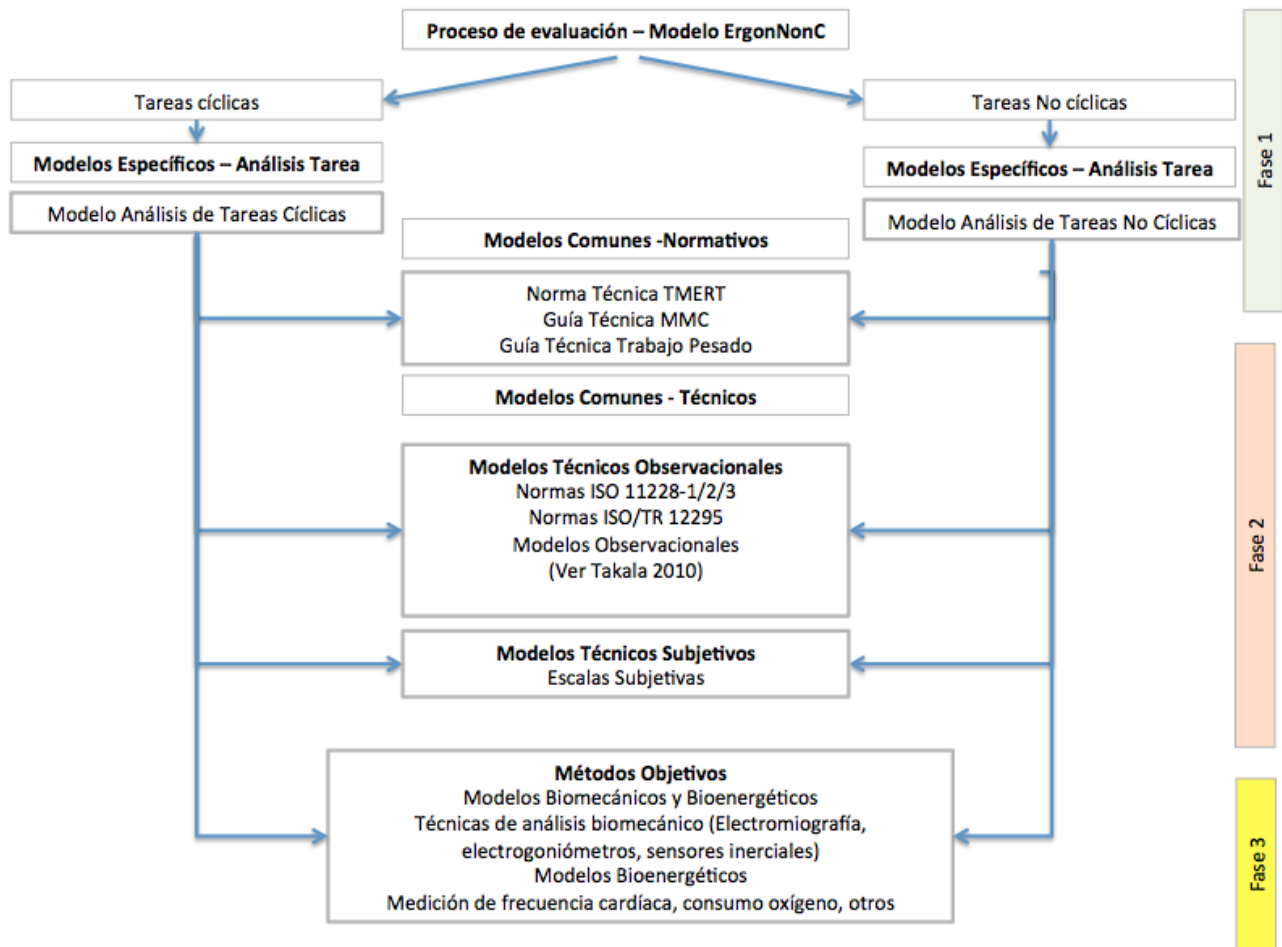 Proceso de evaluación – Modelo ErgonNonC
Tareas cíclicas
Tareas No cíclicas
Modelos Específicos – Análisis Tarea
Modelos Específicos – Análisis Tarea
Modelo Análisis de Tareas Cíclicas
Modelo Análisis de Tareas No Cíclicas
Fase 1
Modelos Comunes -Normativos
Norma Técnica TMERT
Guía Técnica MMC
Guía Técnica Trabajo Pesado
Modelos Comunes - Técnicos
Modelos Técnicos Observacionales
Normas ISO 11228-1/2/3
Normas ISO/TR 12295
Modelos Observacionales
(Ver Takala 2010)
Fase 2
Modelos Técnicos Subjetivos
Escalas Subjetivas
Métodos Objetivos
Modelos Biomecánicos y Bioenergéticos
Técnicas de análisis biomecánico (Electromiografía,
electrogoniómetros, sensores inerciales)
Modelos Bioenergéticos
Medición de frecuencia cardíaca, consumo oxígeno, otros
Fase 3